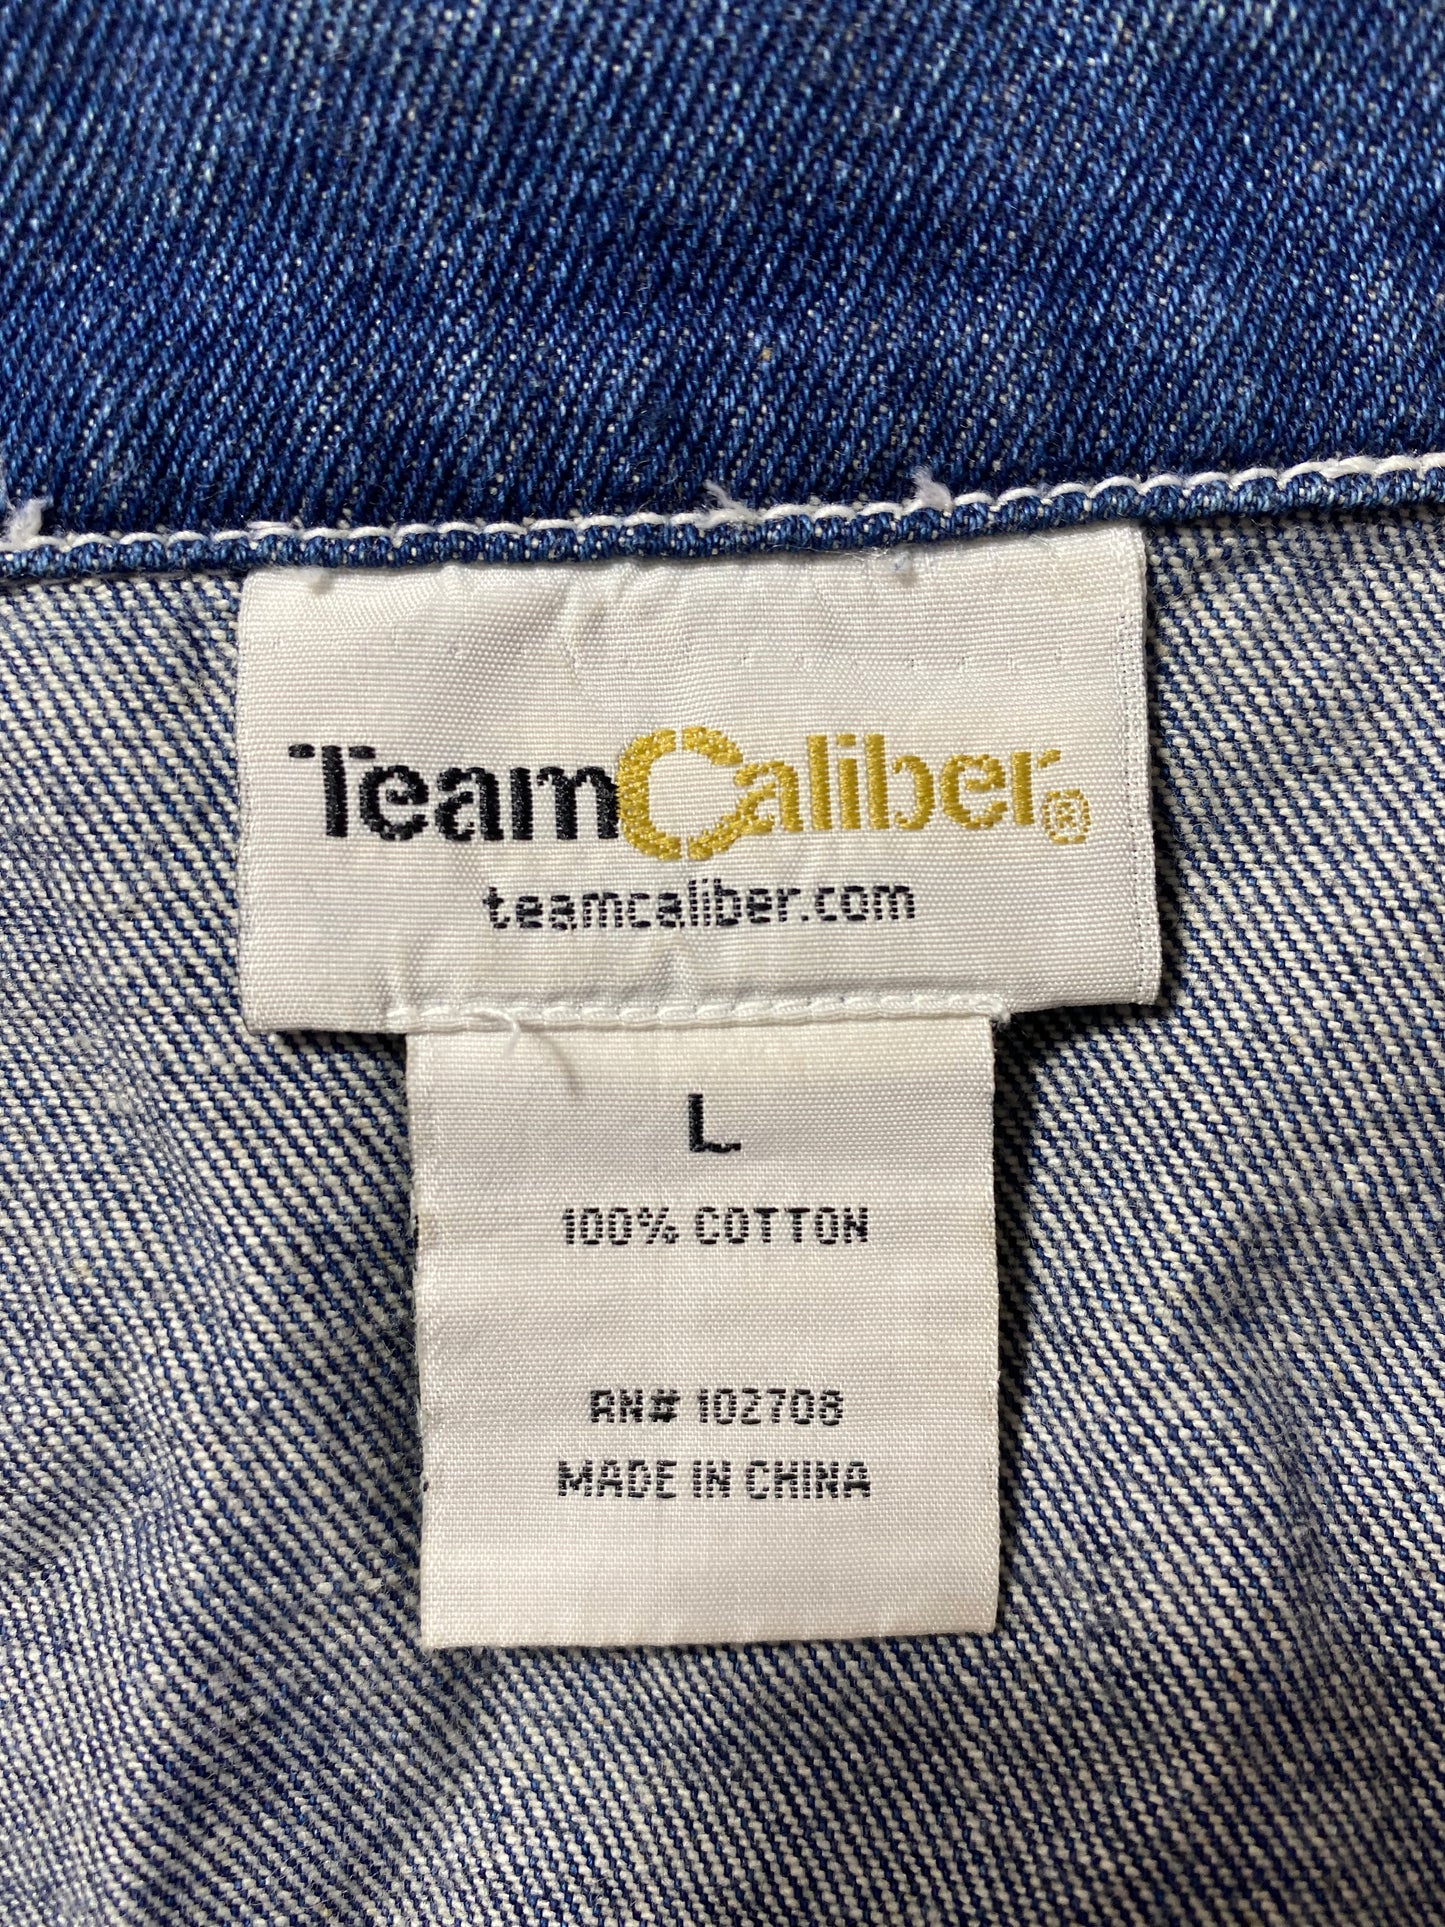 TeamCaliber®
teamcaliber.com
L
100% COTTON
RN# 102708
MADE IN CHINA